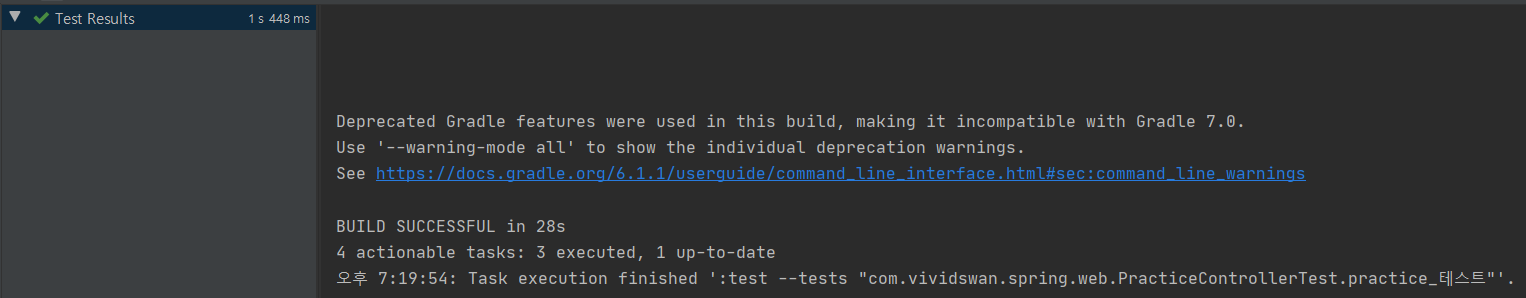 Test Results 1 s 448 ms
Deprecated Gradle features were used in this build, making it incompatible with Gradle 7.0.
Use '--warning-mode all' to show the individual deprecation warnings.
See https://docs.gradle.org/6.1.1/userguide/command_line_interface.html#sec:command_line_warnings
BUILD SUCCESSFUL in 28s
4 actionable tasks: 3 executed, 1 up-to-date
오후 7:19:54: Task execution finished ':test --tests "com.vividswan.spring.web.PracticeControllerTest.practice_테스트"'.